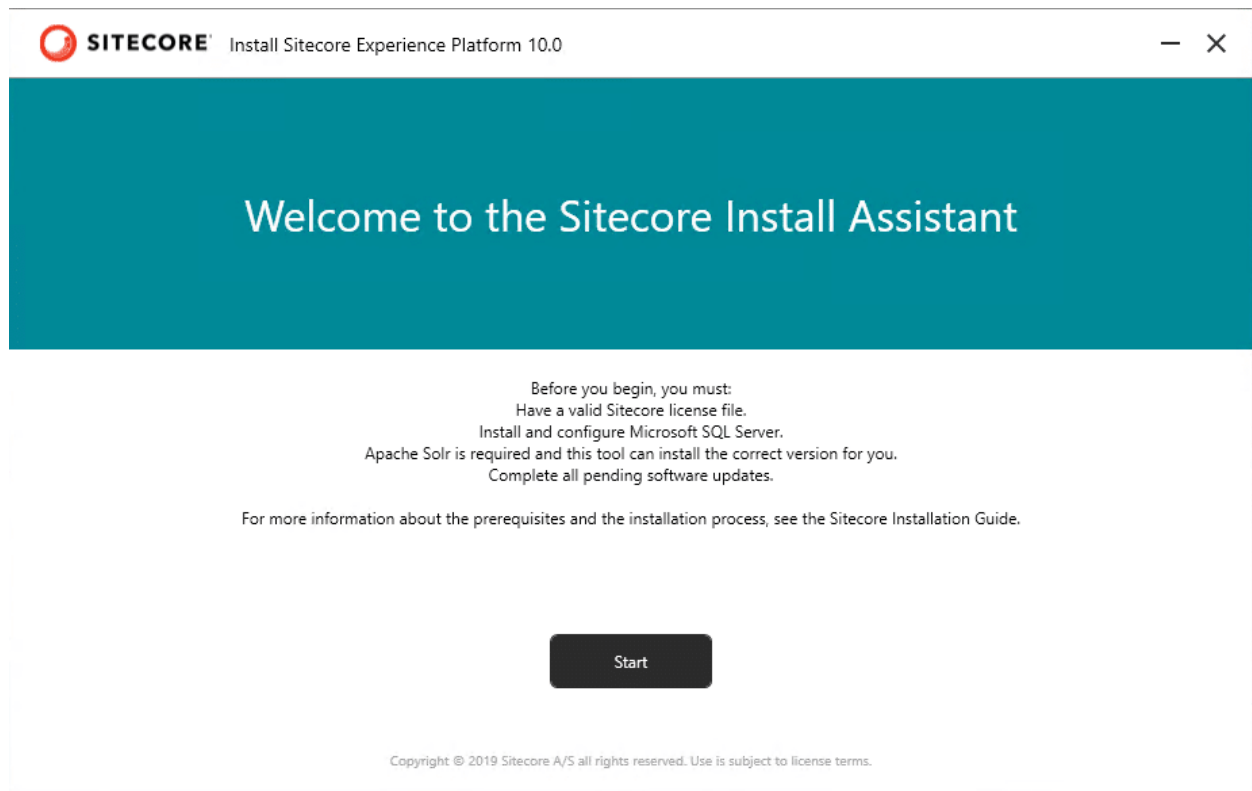 SITECORE Install Sitecore Experience Platform 10.0
Welcome to the Sitecore Install Assistant
Before you begin, you must:
Have a valid Sitecore license file.
Install and configure Microsoft SQL Server.
Apache Solr is required and this tool can install the correct version for you.
Complete all pending software updates.
For more information about the prerequisites and the installation process, see the Sitecore Installation Guide.
Start
Copyright © 2019 Sitecore A/S all rights reserved. Use is subject to license terms.